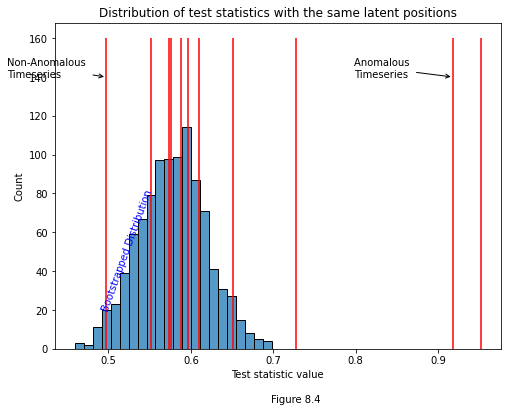 Distribution of test statistics with the same latent positions
160
Non-Anomalous
Timeseries
Anomalous
Timeseries
140
120
100
80
60
40
20
0
Count
Bootstrapped Distribution
0.5 0.6 0.7 0.8 0.9
Test statistic value
Figure 8.4